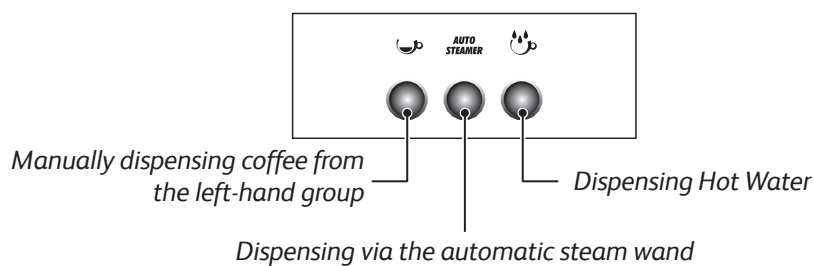 AUTO
STEAMER
Manually dispensing coffee from
the left-hand group
Dispensing Hot Water
Dispensing via the automatic steam wand